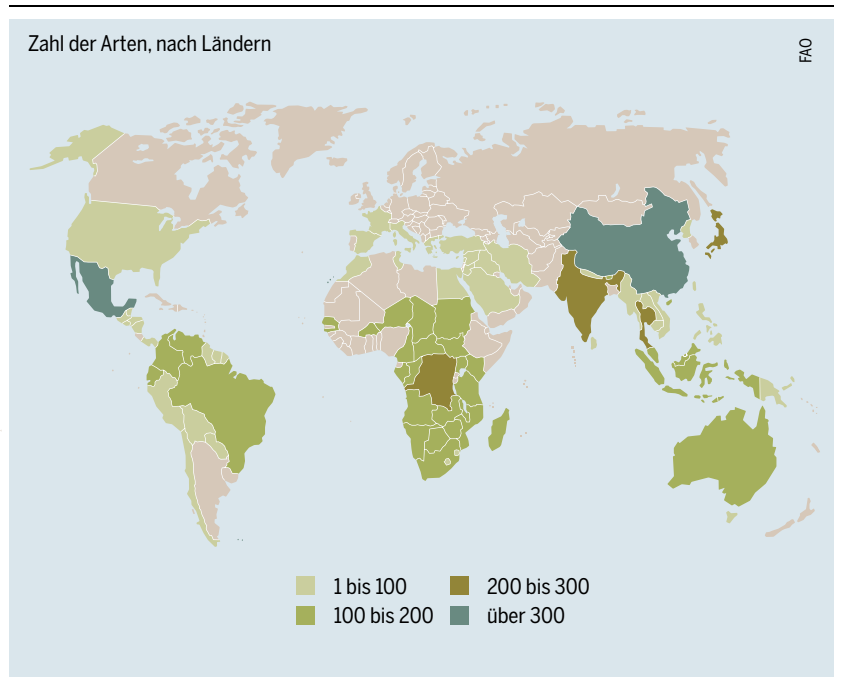 Zahl der Arten, nach Ländern
FAO
1 bis 100
100 bis 200
200 bis 300
über 300